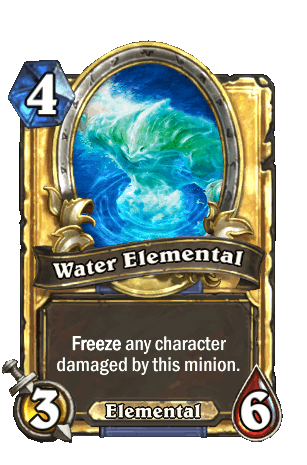 4
Water Elemental
Freeze any character
damaged by this minion.
3
Elemental
6